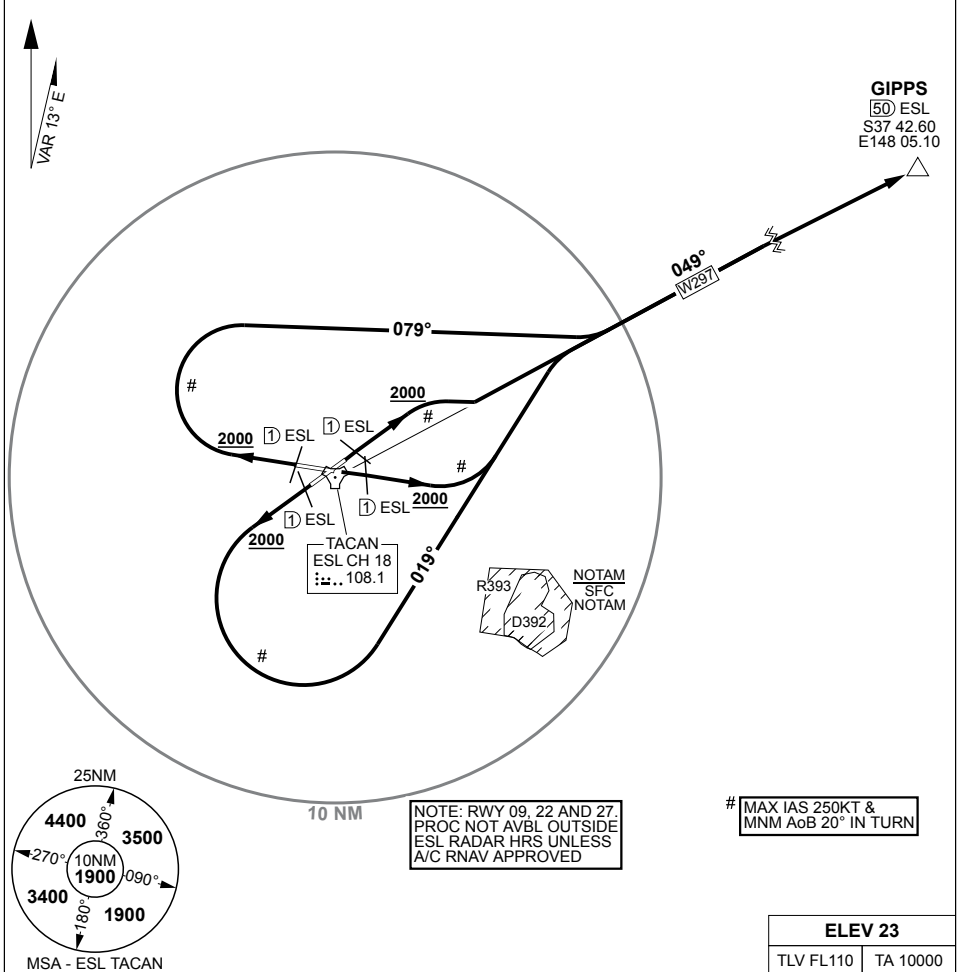 VAR 13° E
GIPPS
50 ESL
S37 42.60
E148 05.10
049°
W297
079°
#
2000
#
2000
1 ESL
1 ESL
#
1 ESL
2000
1 ESL
2000
TACAN
ESL CH 18
108.1
019°
R393
D392
NOTAM
SFC
NOTAM
#
10 NM
25NM
4400
360°
3500
270°
10NM
1900
090°
3400
180°
1900
MSA - ESL TACAN
NOTE: RWY 09, 22 AND 27.
PROC NOT AVBL OUTSIDE
ESL RADAR HRS UNLESS
A/C RNAV APPROVED
# MAX IAS 250KT &
MNM AoB 20° IN TURN
ELEV 23
TLV FL110 TA 10000